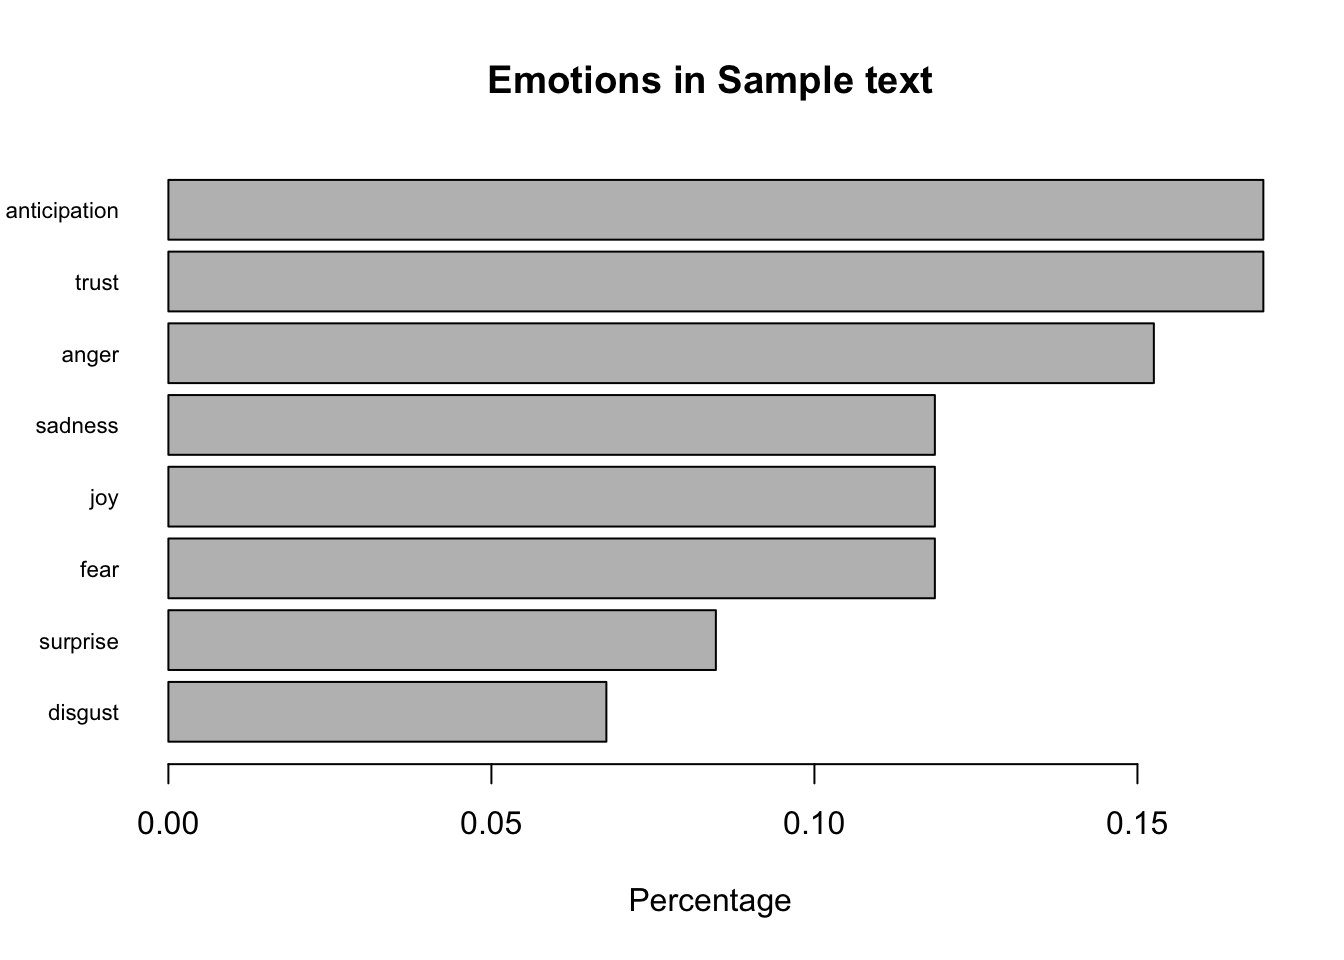 Emotions in Sample text
anticipation
trust
anger
sadness
joy
fear
surprise
disgust
0.00 0.05 0.10 0.15
Percentage